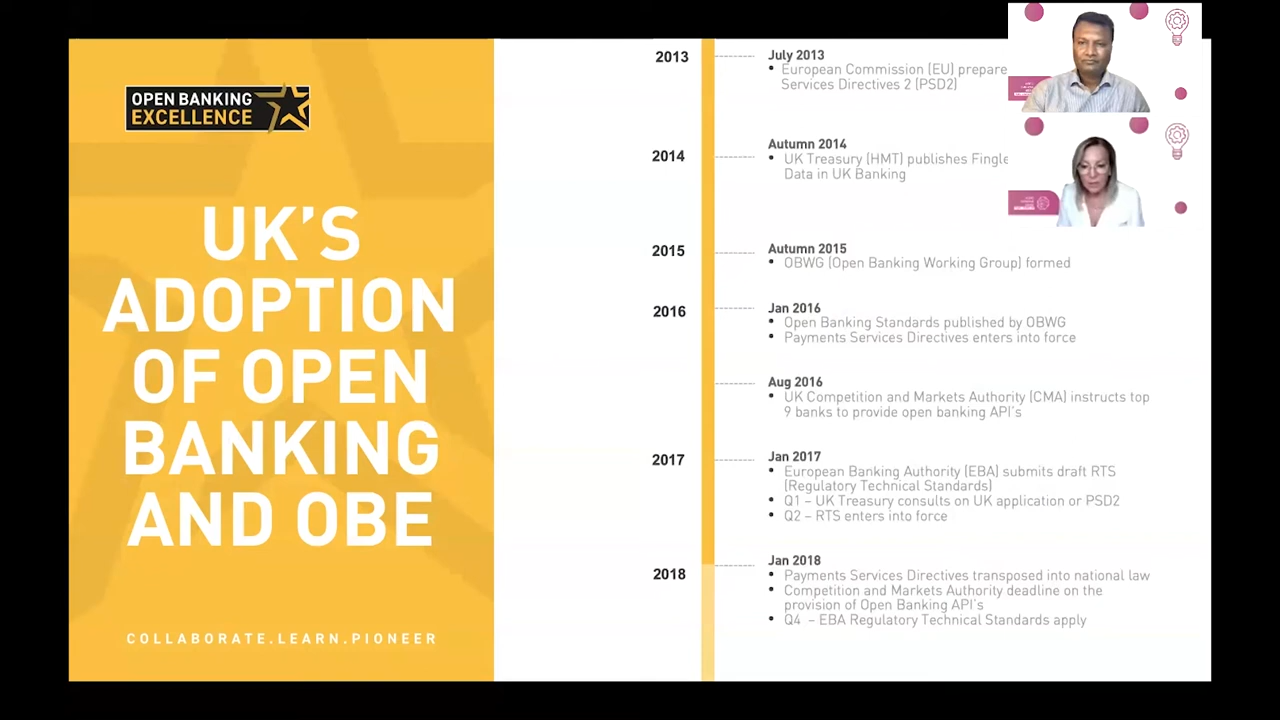 OPEN BANKING
EXCELLENCE
UK'S
ADOPTION
OF OPEN
BANKING
AND OBE
COLLABORATE.LEARN.PIONEER
2013
July 2013
• European Commission (EU) prepare
Services Directives 2 (PSD2)
2014
Autumn 2014
• UK Treasury (HMT) publishes Fingle
Data in UK Banking
2015
Autumn 2015
• OBWG (Open Banking Working Group) formed
2016
Jan 2016
• Open Banking Standards published by OBWG
• Payments Services Directives enters into force
Aug 2016
• UK Competition and Markets Authority (CMA) instructs top
9 banks to provide open banking API's
2017
Jan 2017
• European Banking Authority (EBA) submits draft RTS
(Regulatory Technical Standards)
• Q1 – UK Treasury consults on UK application or PSD2
• Q2 – RTS enters into force
2018
Jan 2018
• Payments Services Directives transposed into national law
• Competition and Markets Authority deadline on the
provision of Open Banking API's
• Q4 – EBA Regulatory Technical Standards apply